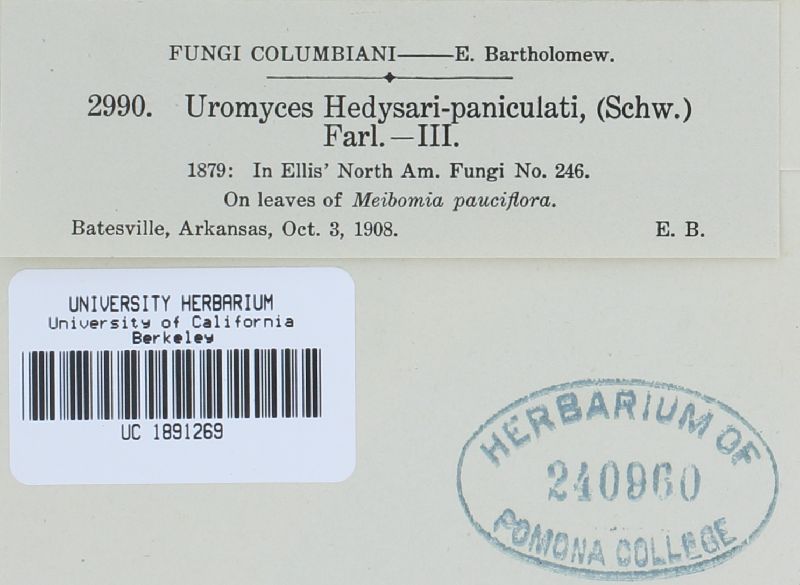 FUNGI COLUMBIANI——E. Bartholomew.
2990. Uromyces Hedysari-paniculati, (Schw.)
Farl.—III.
1879: In Ellis' North Am. Fungi No. 246.
On leaves of Meibomia pauciflora.
Batesville, Arkansas, Oct. 3, 1908. E. B.
UNIVERSITY HERBARIUM
University of California
Berkeley
UC 1891269
HERBARIUM OF
240960
POMONA COLLEGE